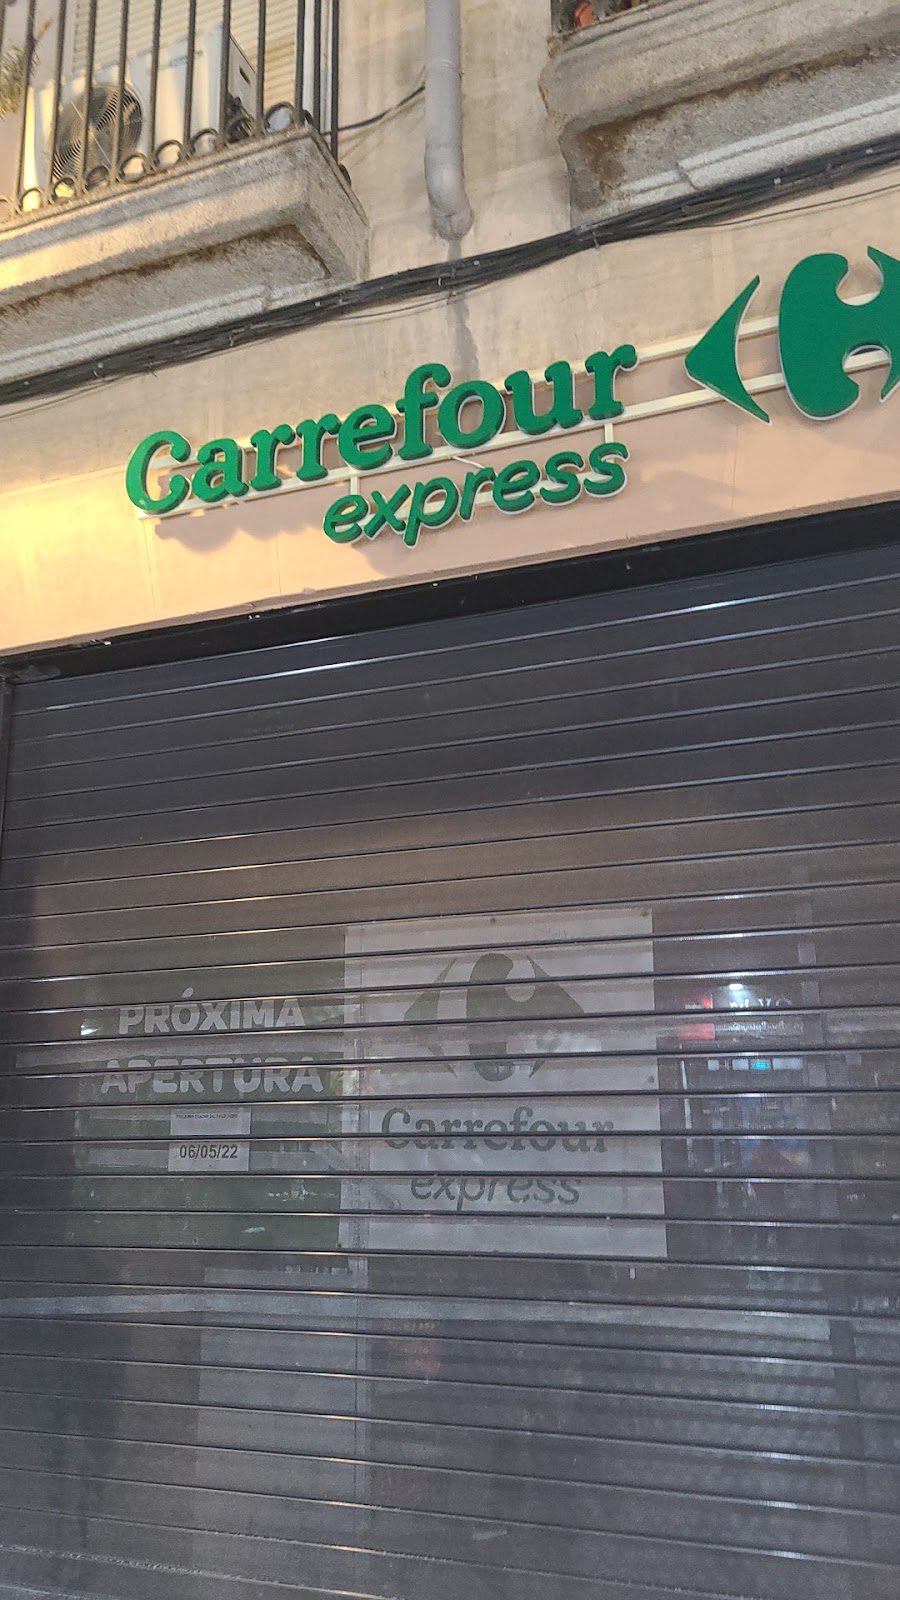 Carrefour
express
PRÓXIMA
APERTURA
06/05/22
Carrefour
express